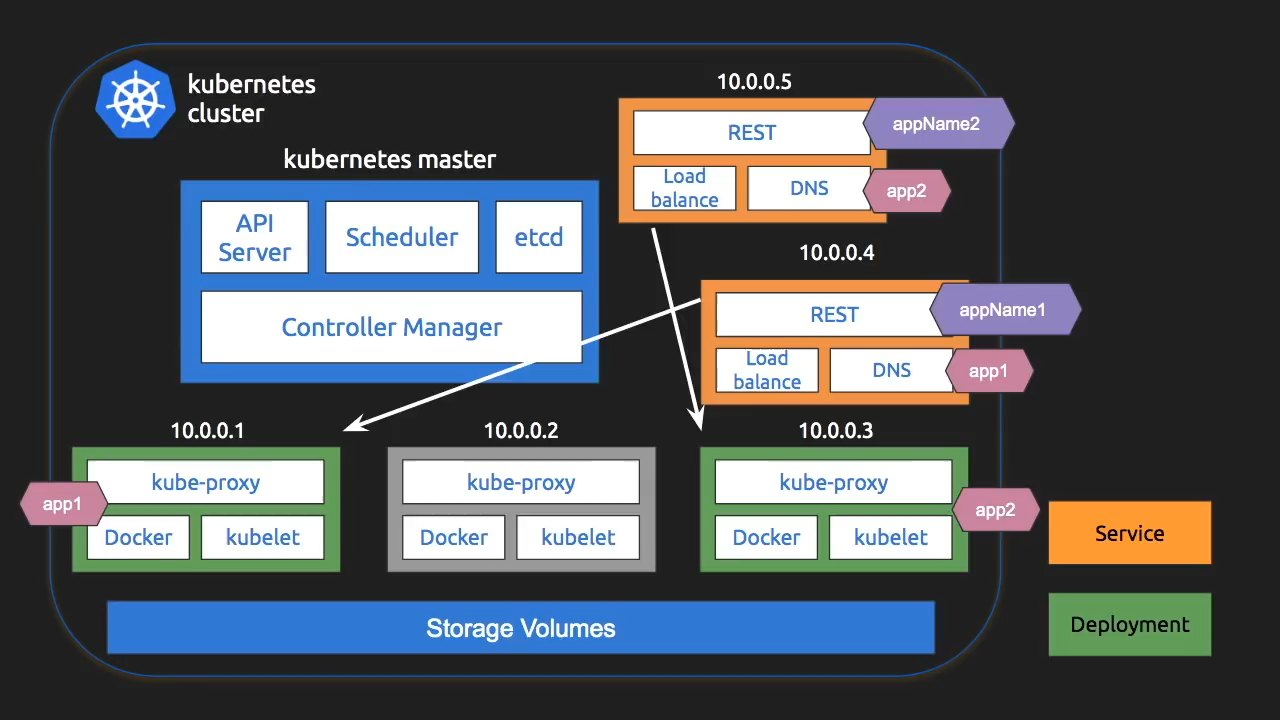 kubernetes
cluster
kubernetes master
API
Server
Scheduler
etcd
Controller Manager
10.0.0.5
REST
appName2
Load
balance
DNS
app2
10.0.0.4
REST
appName1
Load
balance
DNS
app1
10.0.0.1
kube-proxy
app1
Docker
kubelet
10.0.0.2
kube-proxy
Docker
kubelet
10.0.0.3
kube-proxy
app2
Docker
kubelet
Service
Deployment
Storage Volumes